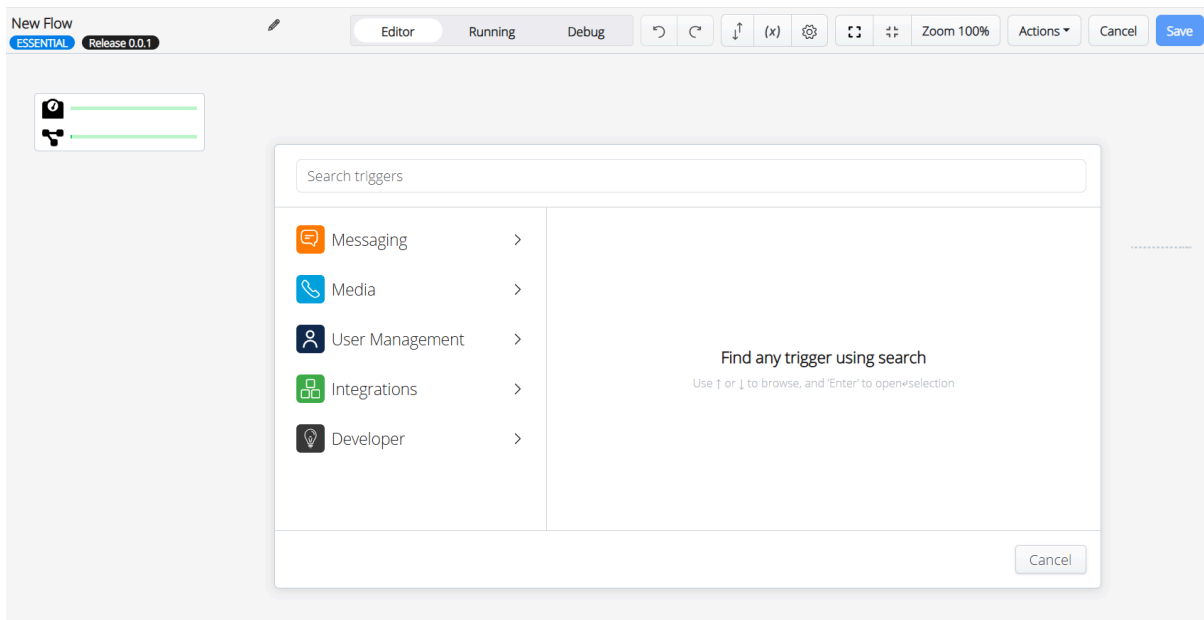 New Flow
ESSENTIAL Release 0.0.1
Editor Running Debug (x) Zoom 100% Actions Cancel Save
Search triggers
Messaging
Media
User Management
Integrations
Developer
Find any trigger using search
Use ↑ or ↓ to browse, and 'Enter' to open↵selection
Cancel